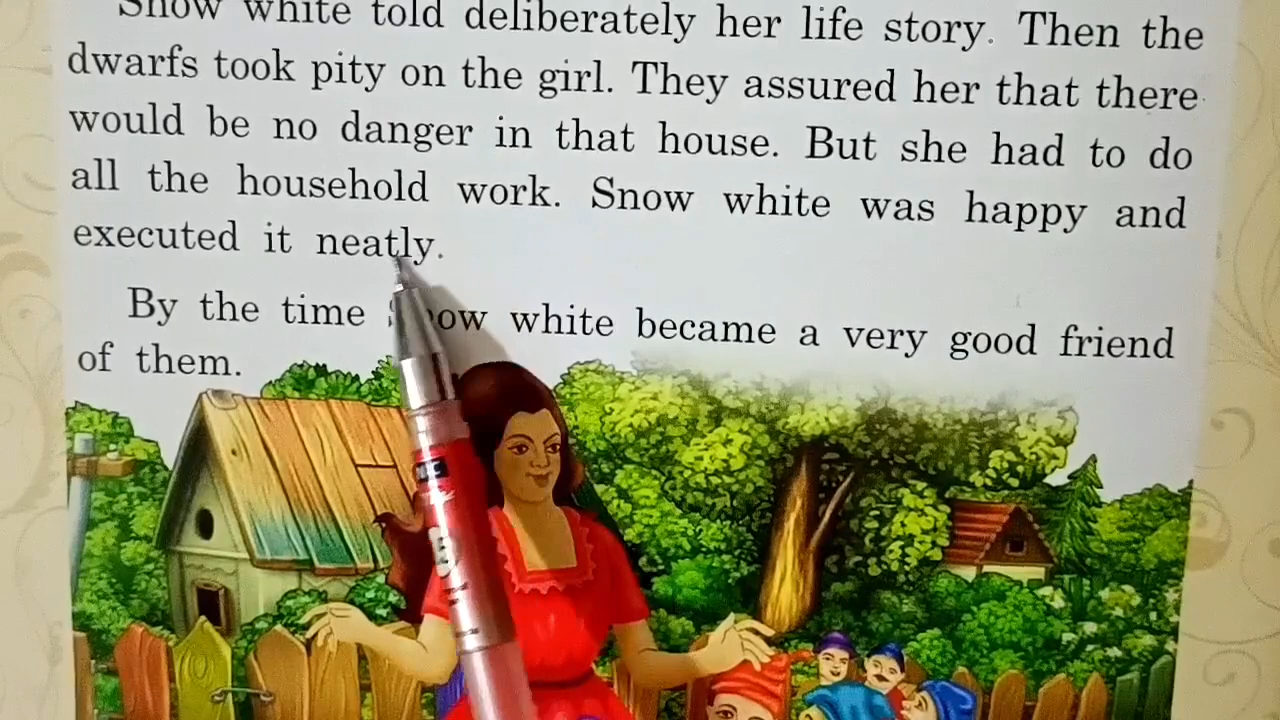 Snow white told deliberately her life story. Then the
dwarfs took pity on the girl. They assured her that there
would be no danger in that house. But she had to do
all the household work. Snow white was happy and
executed it neatly.
By the time Snow white became a very good friend
of them.